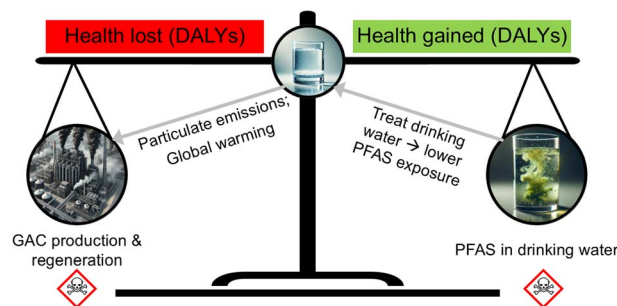 Health lost (DALYs)
Health gained (DALYs)
Particulate emissions;
Global warming
Treat drinking
water → lower
PFAS exposure
GAC production &
regeneration
PFAS in drinking water